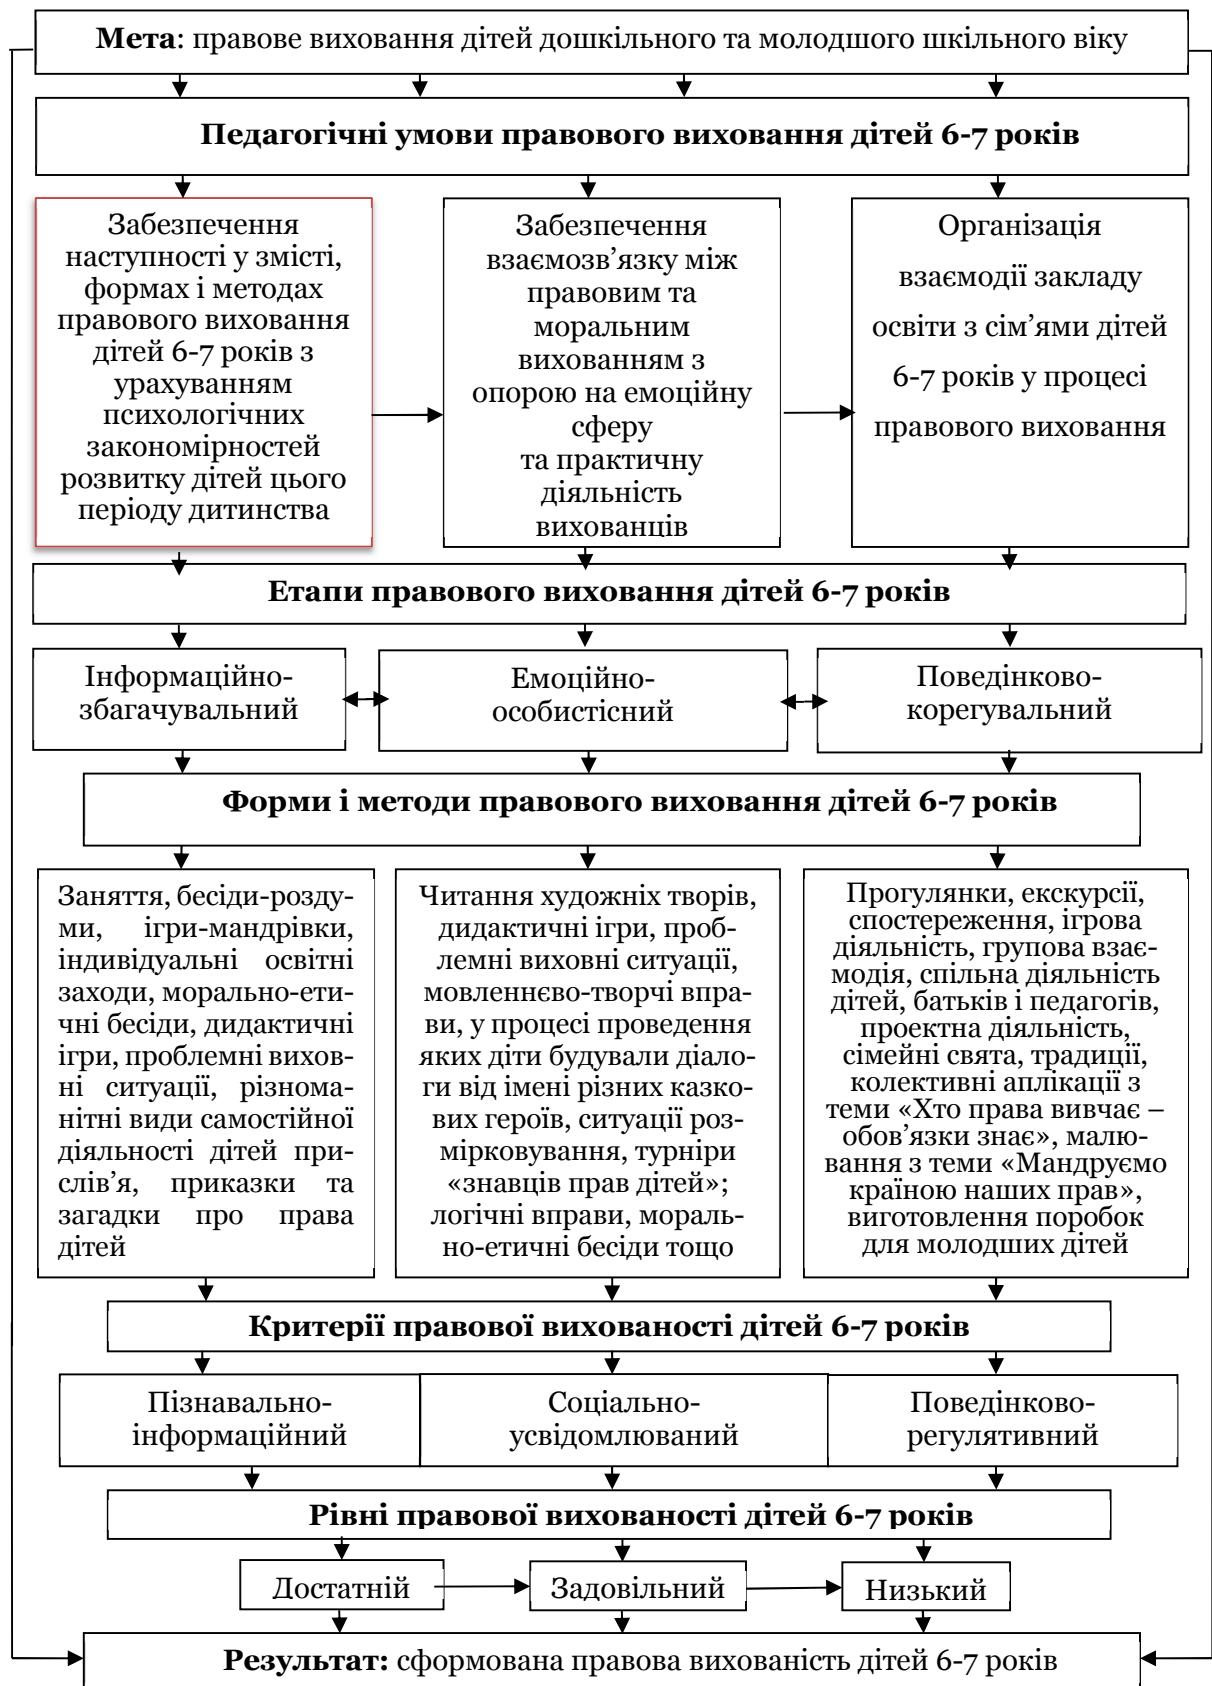 Мета: правове виховання дітей дошкільного та молодшого шкільного віку
Педагогічні умови правового виховання дітей 6-7 років
Забезпечення
наступності у змісті,
формах і методах
правового виховання
дітей 6-7 років з
урахуванням
психологічних
закономірностей
розвитку дітей цього
періоду дитинства
Забезпечення
взаємозв’язку між
правовим та
моральним
вихованням з
опорою на емоційну
сферу
та практичну
діяльність
вихованців
Організація
взаємодії закладу
освіти з сім’ями дітей
6-7 років у процесі
правового виховання
Етапи правового виховання дітей 6-7 років
Інформаційно-
збагачувальний
Емоційно-
особистісний
Поведінково-
корегувальний
Форми і методи правового виховання дітей 6-7 років
Заняття, бесіди-розду-
ми, ігри-мандрівки,
індивідуальні освітні
заходи, морально-ети-
чні бесіди, дидактичні
ігри, проблемні вихов-
ні ситуації, різнома-
нітні види самостійної
діяльності дітей при-
слів’я, приказки та
загадки про права
дітей
Читання художніх творів,
дидактичні ігри, проб-
лемні виховні ситуації,
мовленнєво-творчі впра-
ви, у процесі проведення
яких діти будували діало-
ги від імені різних казко-
вих героїв, ситуації роз-
мірковування, турніри
«знавців прав дітей»;
логічні вправи, мораль-
но-етичні бесіди тощо
Прогулянки, екскурсії,
спостереження, ігрова
діяльність, групова взає-
модія, спільна діяльність
дітей, батьків і педагогів,
проектна діяльність,
сімейні свята, традиції,
колективні аплікації з
теми «Хто права вивчає –
обов’язки знає», малю-
вання з теми «Мандруємо
країною наших прав»,
виготовлення поробок
для молодших дітей
Критерії правової вихованості дітей 6-7 років
Пізнавально-
інформаційний
Соціально-
усвідомлюваний
Поведінково-
регулятивний
Рівні правової вихованості дітей 6-7 років
Достатній
Задовільний
Низький
Результат: сформована правова вихованість дітей 6-7 років